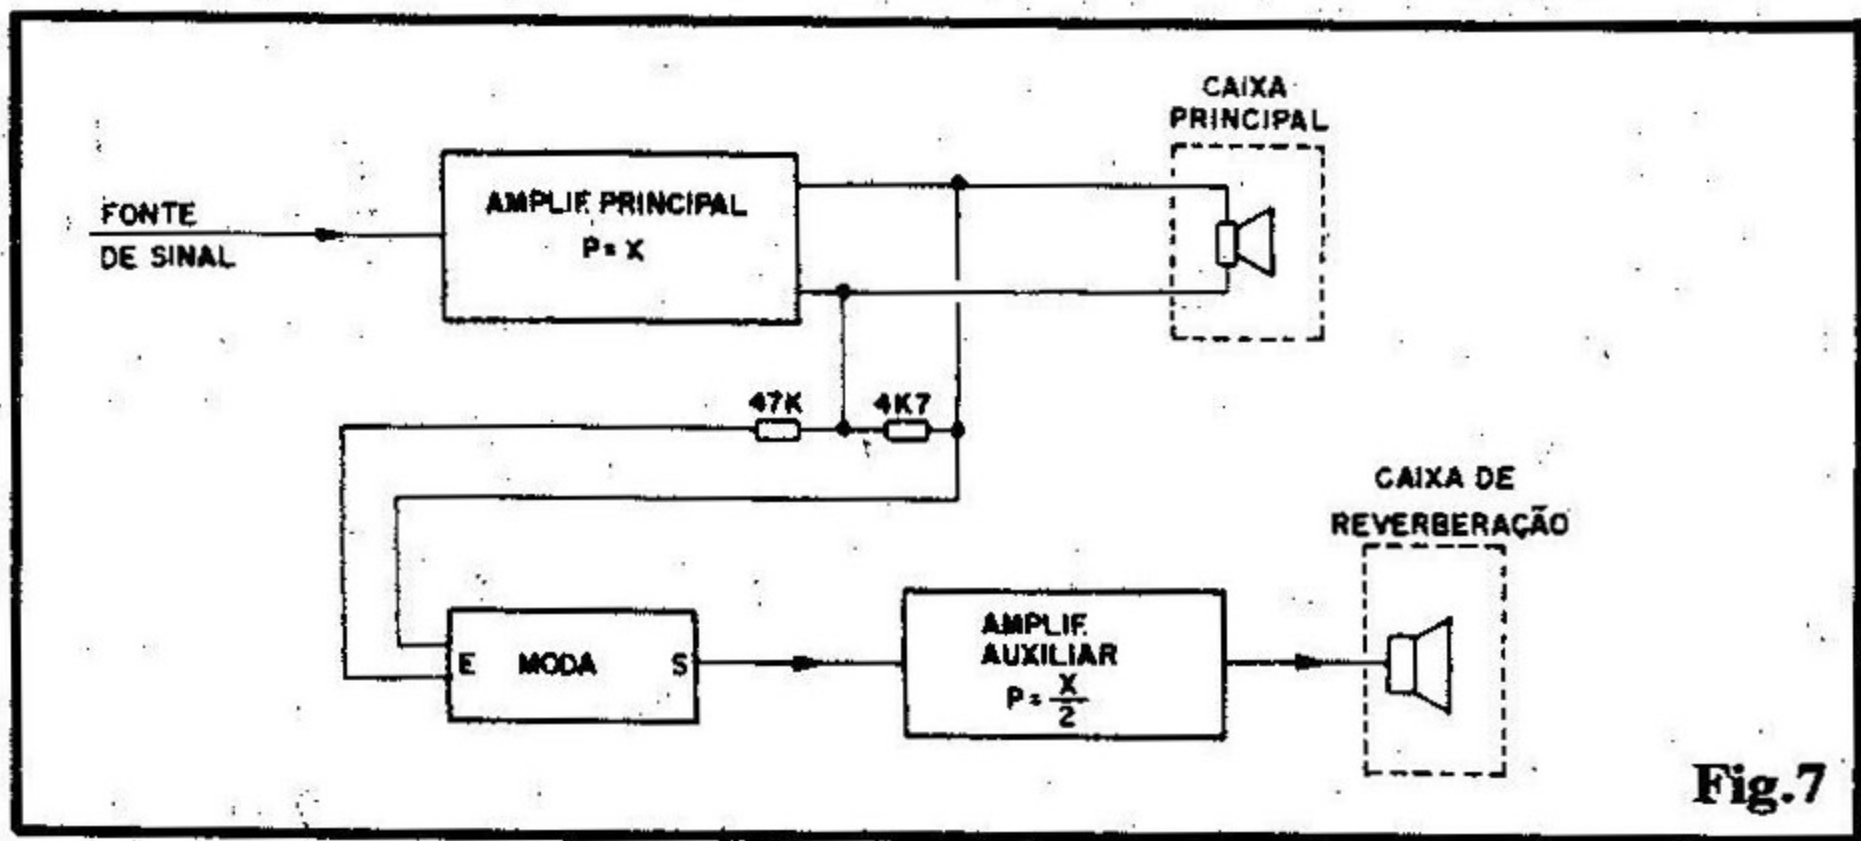 CAIXA
PRINCIPAL
AMPLIF. PRINCIPAL
P = X
FONTE
DE SINAL
47K
4K7
CAIXA DE
REVERBERAÇÃO
E MODA S
AMPLIF.
AUXILIAR
P = X/2
Fig.7